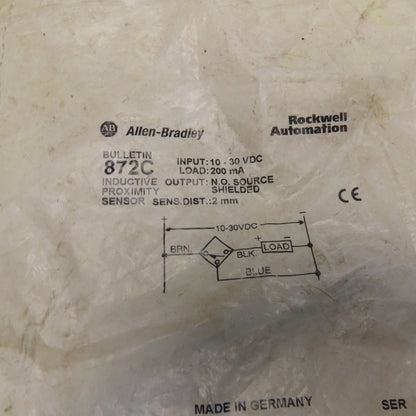 AB Allen-Bradley
Rockwell
Automation
BULLETIN
872C
INDUCTIVE
PROXIMITY
SENSOR
INPUT: 10 - 30 VDC
LOAD: 200 mA
OUTPUT: N.O. SOURCE
SHIELDED
SENS.DIST.: 2 mm
CE
+ 10-30VDC −
BRN. BLK. + LOAD −
BLUE
MADE IN GERMANY
SER